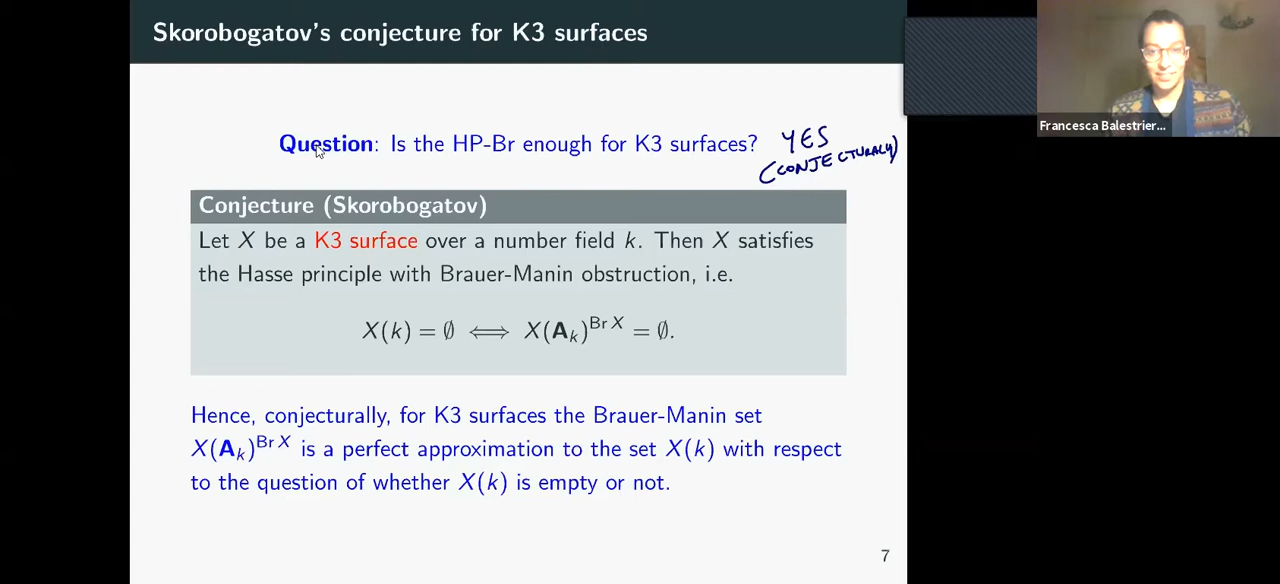 Skorobogatov's conjecture for K3 surfaces
Question: Is the HP-Br enough for K3 surfaces? YES
(CONJECTURALY)
Conjecture (Skorobogatov)
Let X be a K3 surface over a number field k. Then X satisfies
the Hasse principle with Brauer-Manin obstruction, i.e.
X(k) = ∅ ⟺ X(𝐀ₖ)^{Br X} = ∅.
Hence, conjecturally, for K3 surfaces the Brauer-Manin set
X(𝐀ₖ)^{Br X} is a perfect approximation to the set X(k) with respect
to the question of whether X(k) is empty or not.
7
Francesca Balestrier...